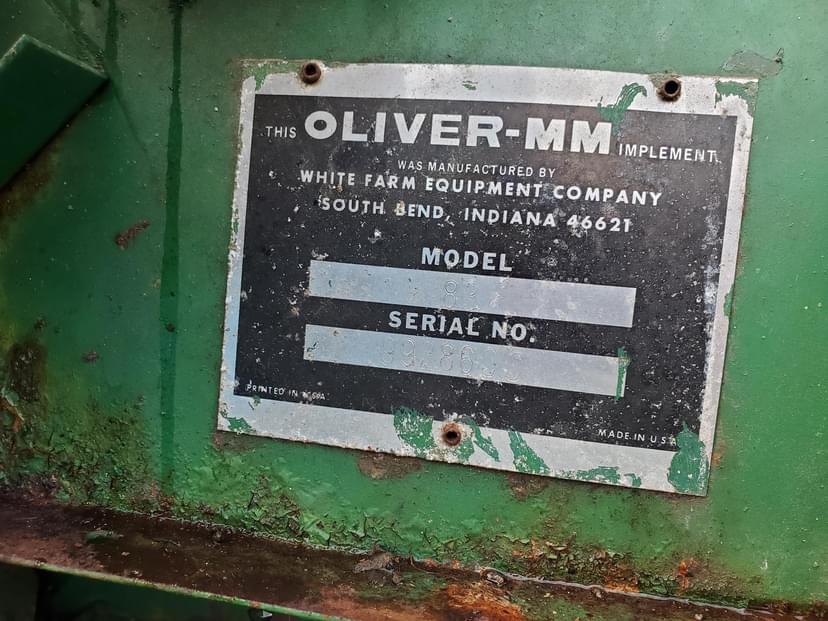 THIS OLIVER-MM IMPLEMENT
WAS MANUFACTURED BY
WHITE FARM EQUIPMENT COMPANY
SOUTH BEND, INDIANA 46621
MODEL
SERIAL NO.
PRINTED IN
MADE IN U.S.A.